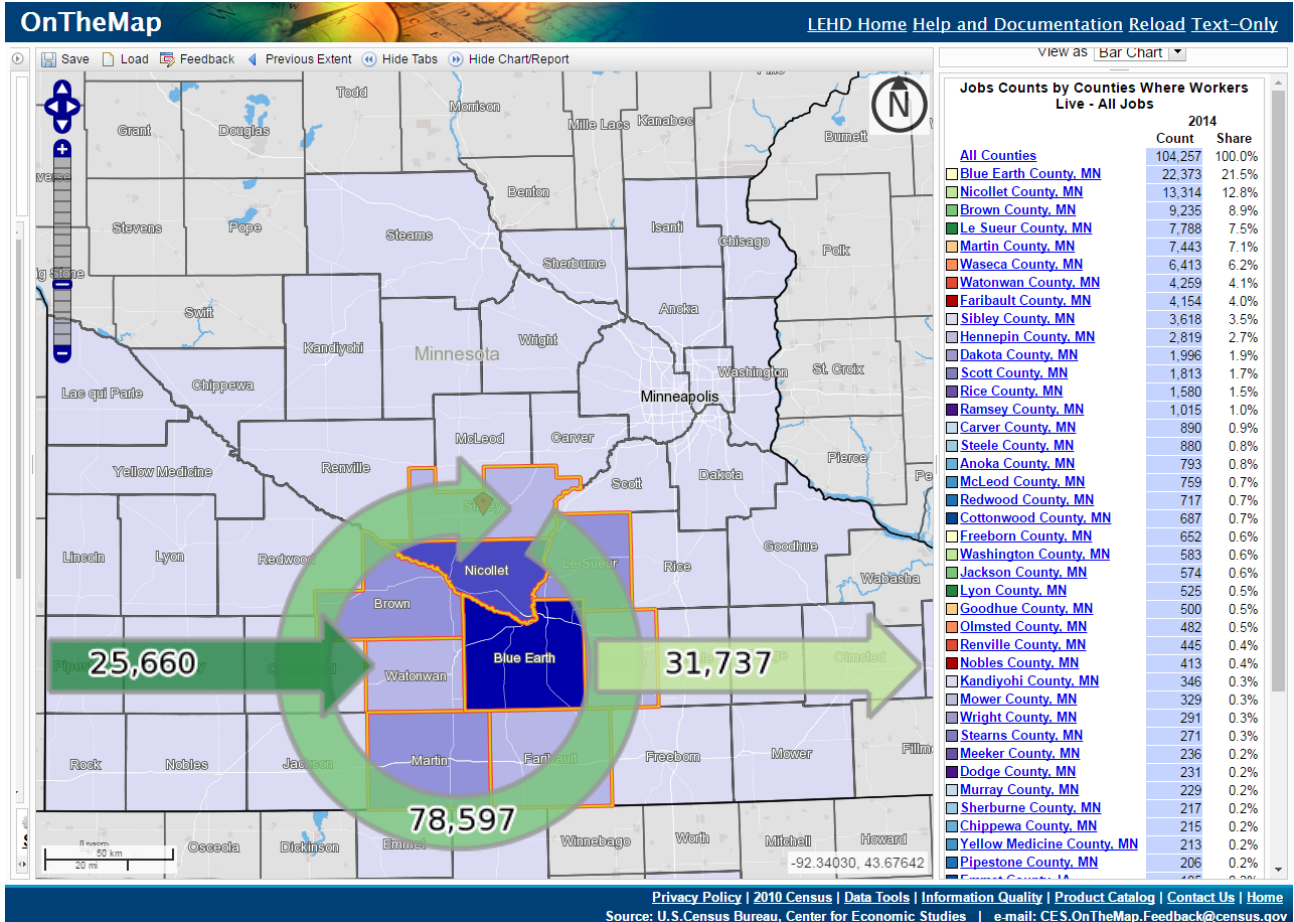 OnTheMap
LEHD Home Help and Documentation Reload Text-Only
Save Load Feedback Previous Extent Hide Tabs Hide Chart/Report
View as Bar Chart
Jobs Counts by Counties Where Workers
Live - All Jobs
2014
Count Share
All Counties 104,257 100.0%
Blue Earth County, MN 22,373 21.5%
Nicollet County, MN 13,314 12.8%
Brown County, MN 9,235 8.9%
Le Sueur County, MN 7,788 7.5%
Martin County, MN 7,443 7.1%
Waseca County, MN 6,413 6.2%
Watonwan County, MN 4,259 4.1%
Faribault County, MN 4,154 4.0%
Sibley County, MN 3,618 3.5%
Hennepin County, MN 2,819 2.7%
Dakota County, MN 1,996 1.9%
Scott County, MN 1,813 1.7%
Rice County, MN 1,580 1.5%
Ramsey County, MN 1,015 1.0%
Carver County, MN 890 0.9%
Steele County, MN 880 0.8%
Anoka County, MN 793 0.8%
McLeod County, MN 759 0.7%
Redwood County, MN 717 0.7%
Cottonwood County, MN 687 0.7%
Freeborn County, MN 652 0.6%
Washington County, MN 583 0.6%
Jackson County, MN 574 0.6%
Lyon County, MN 525 0.5%
Goodhue County, MN 500 0.5%
Olmsted County, MN 482 0.5%
Renville County, MN 445 0.4%
Nobles County, MN 413 0.4%
Kandiyohi County, MN 346 0.3%
Mower County, MN 329 0.3%
Wright County, MN 291 0.3%
Stearns County, MN 271 0.3%
Meeker County, MN 236 0.2%
Dodge County, MN 231 0.2%
Murray County, MN 229 0.2%
Sherburne County, MN 217 0.2%
Chippewa County, MN 215 0.2%
Yellow Medicine County, MN 213 0.2%
Pipestone County, MN 206 0.2%
N
Todd
Morrison
Grant
Douglas
Mille Lacs
Kanabec
Burnett
Benton
Stevens
Pope
Stearns
Isanti
Chisago
Polk
Sherburne
Swift
Anoka
Kandiyohi
Minnesota
Wright
Washington
St. Croix
Lac qui Parle
Chippewa
Minneapolis
McLeod
Carver
Yellow Medicine
Renville
Scott
Dakota
Pierce
Pe
Lincoln
Lyon
Redwood
Nicollet
Le Sueur
Rice
Goodhue
Wabasha
Brown
25,660
Watonwan
Blue Earth
31,737
Olmsted
Rock
Nobles
Jackson
Martin
Faribault
Freeborn
Mower
Fillm
78,597
Osceola
Dickinson
Emmet
Winnebago
Worth
Mitchell
Howard
50 km
20 mi
-92.34030, 43.67642
Privacy Policy | 2010 Census | Data Tools | Information Quality | Product Catalog | Contact Us | Home
Source: U.S.Census Bureau, Center for Economic Studies | e-mail: CES.OnTheMap.Feedback@census.gov